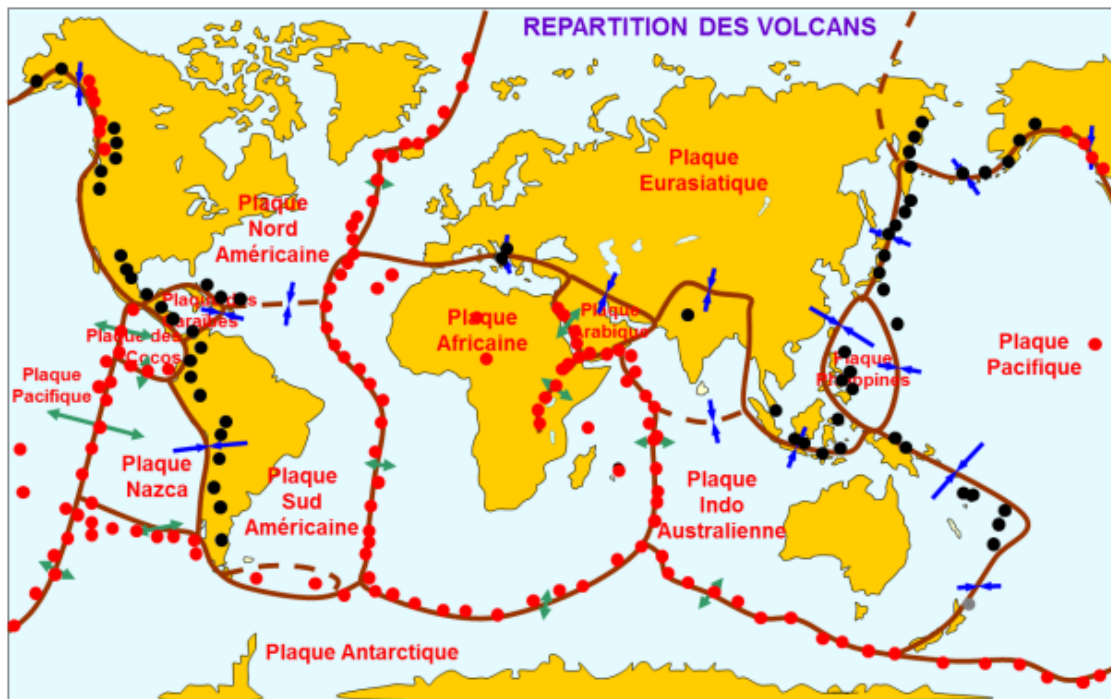 REPARTITION DES VOLCANS
Plaque
Eurasiatique
Plaque
Nord
Américaine
Plaque des
Caraïbes
Plaque des
Cocos
Plaque
Africaine
Plaque
Arabique
Plaque
Philippines
Plaque
Pacifique
Plaque
Pacifique
Plaque
Nazca
Plaque
Sud
Américaine
Plaque
Indo
Australienne
Plaque Antarctique